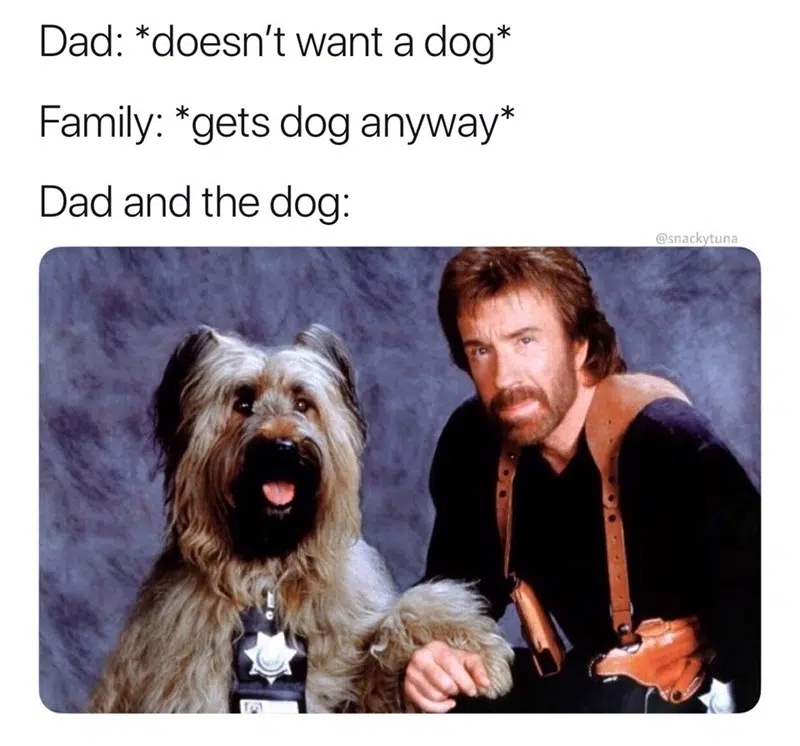 Dad: *doesn’t want a dog*
Family: *gets dog anyway*
Dad and the dog:
@snackytuna